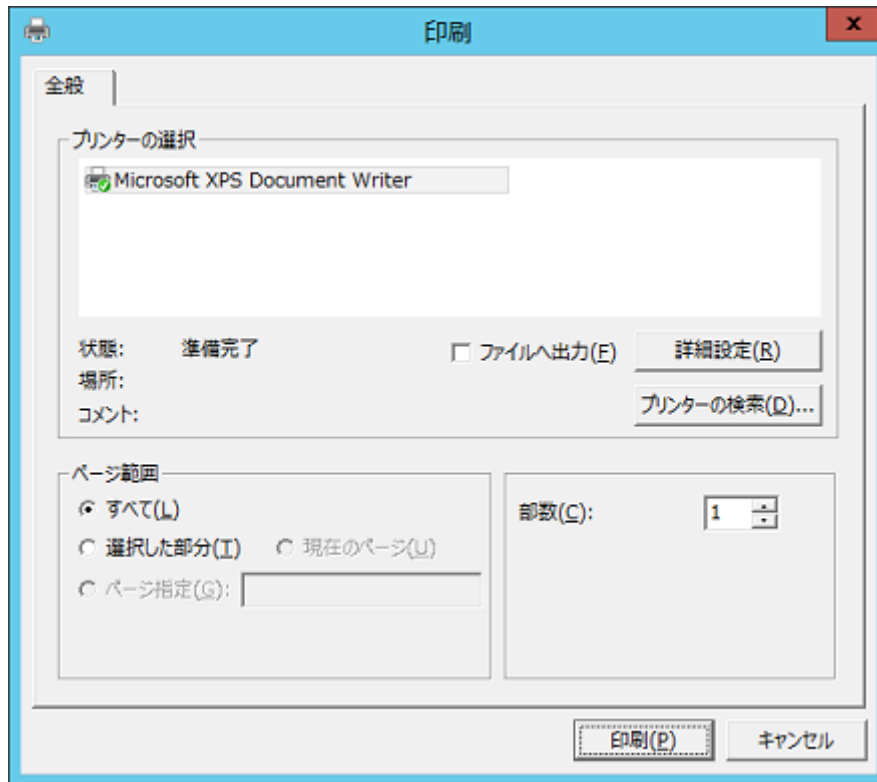 印刷
全般
プリンターの選択
Microsoft XPS Document Writer
状態: 準備完了
ファイルへ出力(F)
詳細設定(R)
場所:
プリンターの検索(D)...
コメント:
ページ範囲
すべて(L)
選択した部分(T) 現在のページ(U)
ページ指定(G):
部数(C): 1
印刷(P) キャンセル